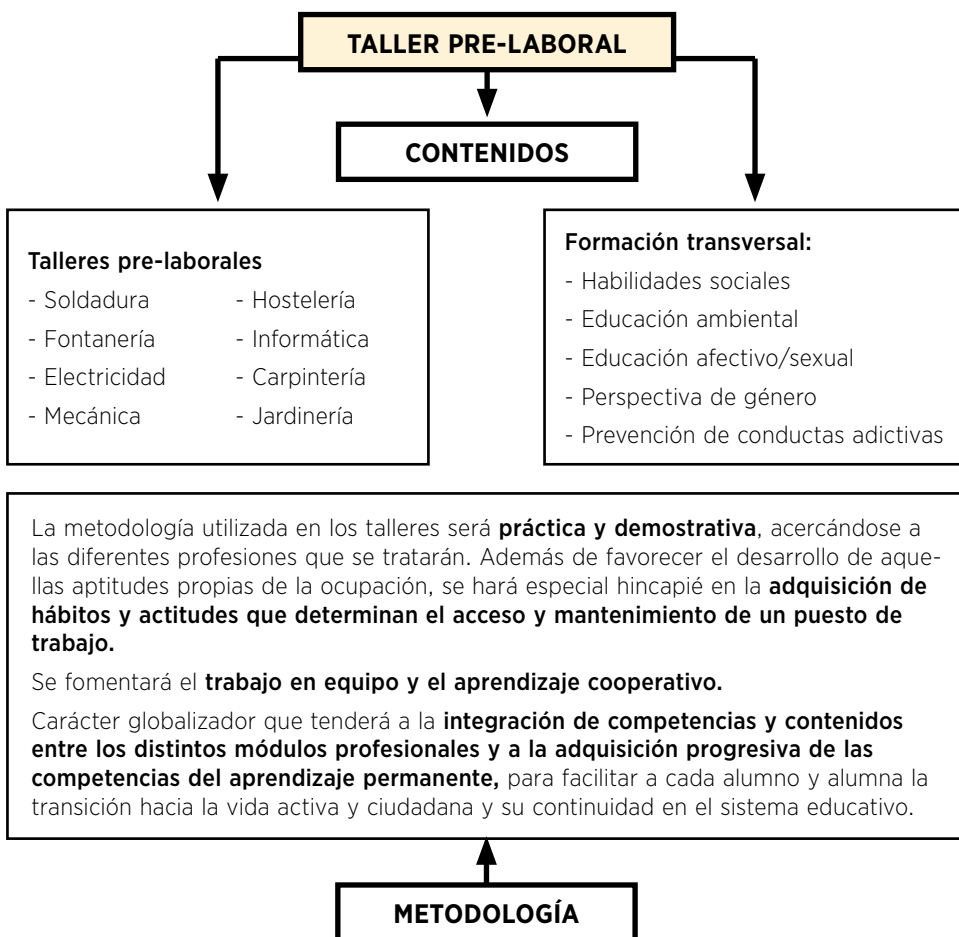 TALLER PRE-LABORAL
CONTENIDOS
Talleres pre-laborales
- Soldadura
- Fontanería
- Electricidad
- Mecánica
- Hostelería
- Informática
- Carpintería
- Jardinería
Formación transversal:
- Habilidades sociales
- Educación ambiental
- Educación afectivo/sexual
- Perspectiva de género
- Prevención de conductas adictivas
La metodología utilizada en los talleres será práctica y demostrativa, acercándose a
las diferentes profesiones que se tratarán. Además de favorecer el desarrollo de aque-
llas aptitudes propias de la ocupación, se hará especial hincapié en la adquisición de
hábitos y actitudes que determinan el acceso y mantenimiento de un puesto de
trabajo.
Se fomentará el trabajo en equipo y el aprendizaje cooperativo.
Carácter globalizador que tenderá a la integración de competencias y contenidos
entre los distintos módulos profesionales y a la adquisición progresiva de las
competencias del aprendizaje permanente, para facilitar a cada alumno y alumna la
transición hacia la vida activa y ciudadana y su continuidad en el sistema educativo.
METODOLOGÍA